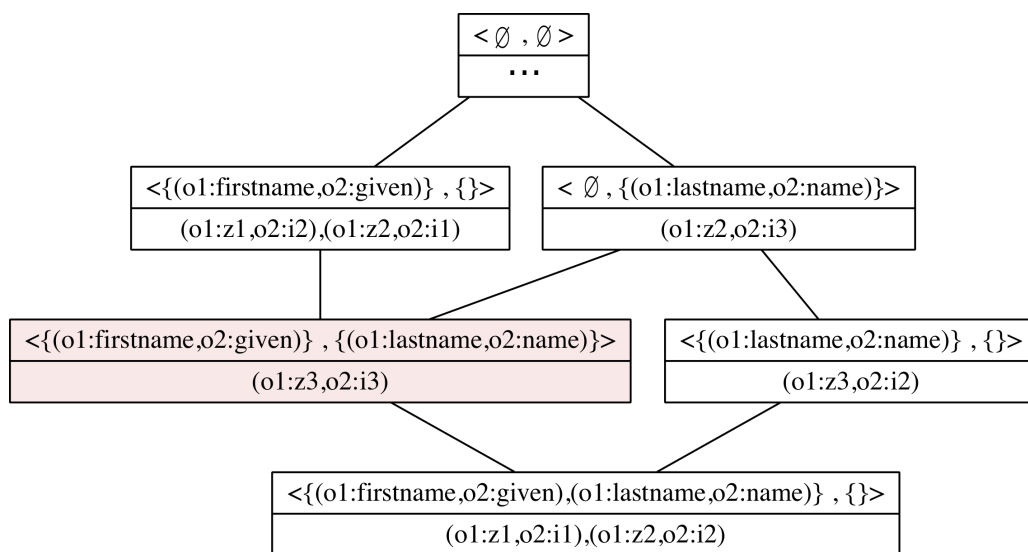 < ∅ , ∅ >
...
<{(o1:firstname,o2:given)} , {}>
(o1:z1,o2:i2),(o1:z2,o2:i1)
< ∅ , {(o1:lastname,o2:name)}>
(o1:z2,o2:i3)
<{(o1:firstname,o2:given)} , {(o1:lastname,o2:name)}>
(o1:z3,o2:i3)
<{(o1:lastname,o2:name)} , {}>
(o1:z3,o2:i2)
<{(o1:firstname,o2:given),(o1:lastname,o2:name)} , {}>
(o1:z1,o2:i1),(o1:z2,o2:i2)